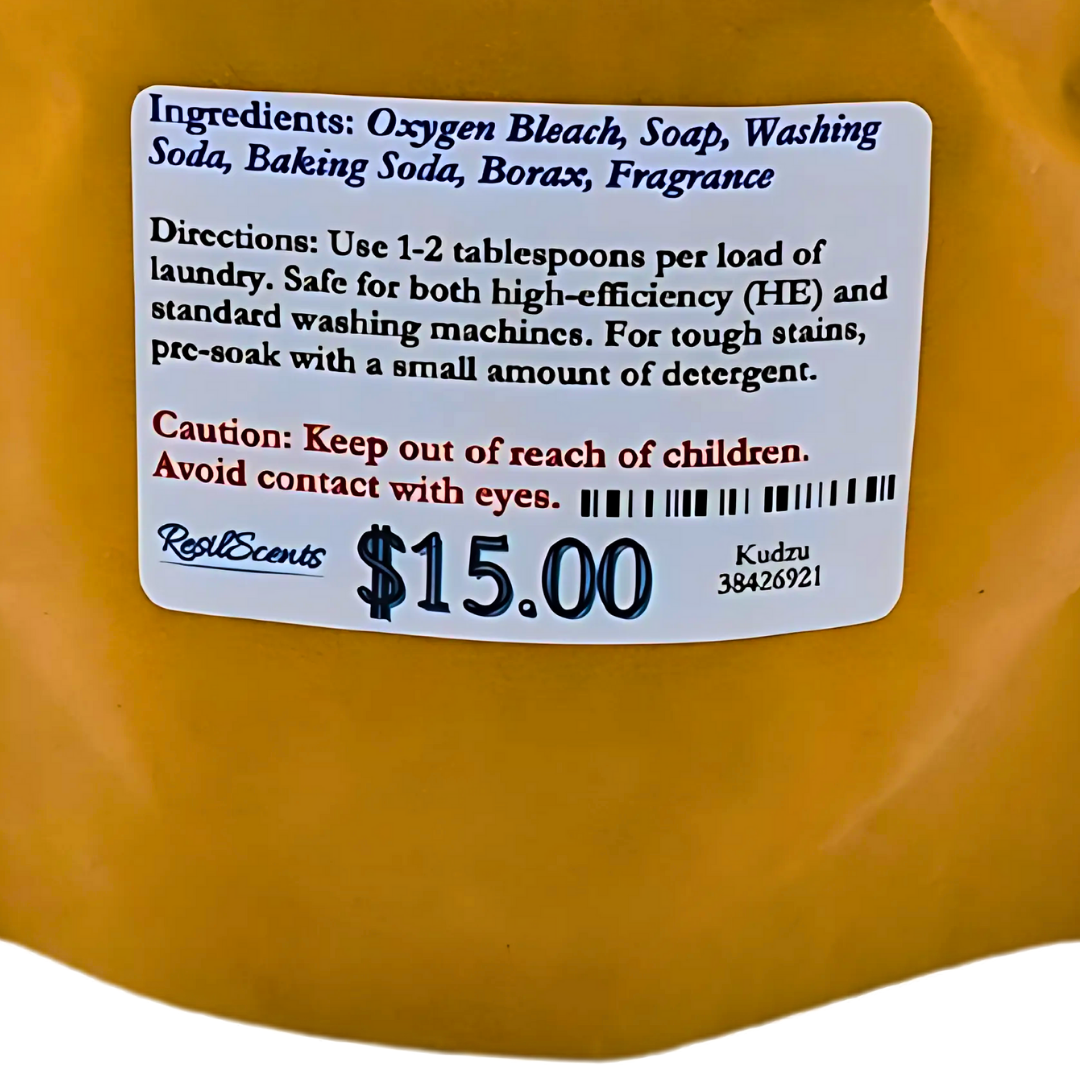 Ingredients: Oxygen Bleach, Soap, Washing
Soda, Baking Soda, Borax, Fragrance
Directions: Use 1-2 tablespoons per load of
laundry. Safe for both high-efficiency (HE) and
standard washing machines. For tough stains,
pre-soak with a small amount of detergent.
Caution: Keep out of reach of children.
Avoid contact with eyes.
ResilScents
$15.00
Kudzu
38426921